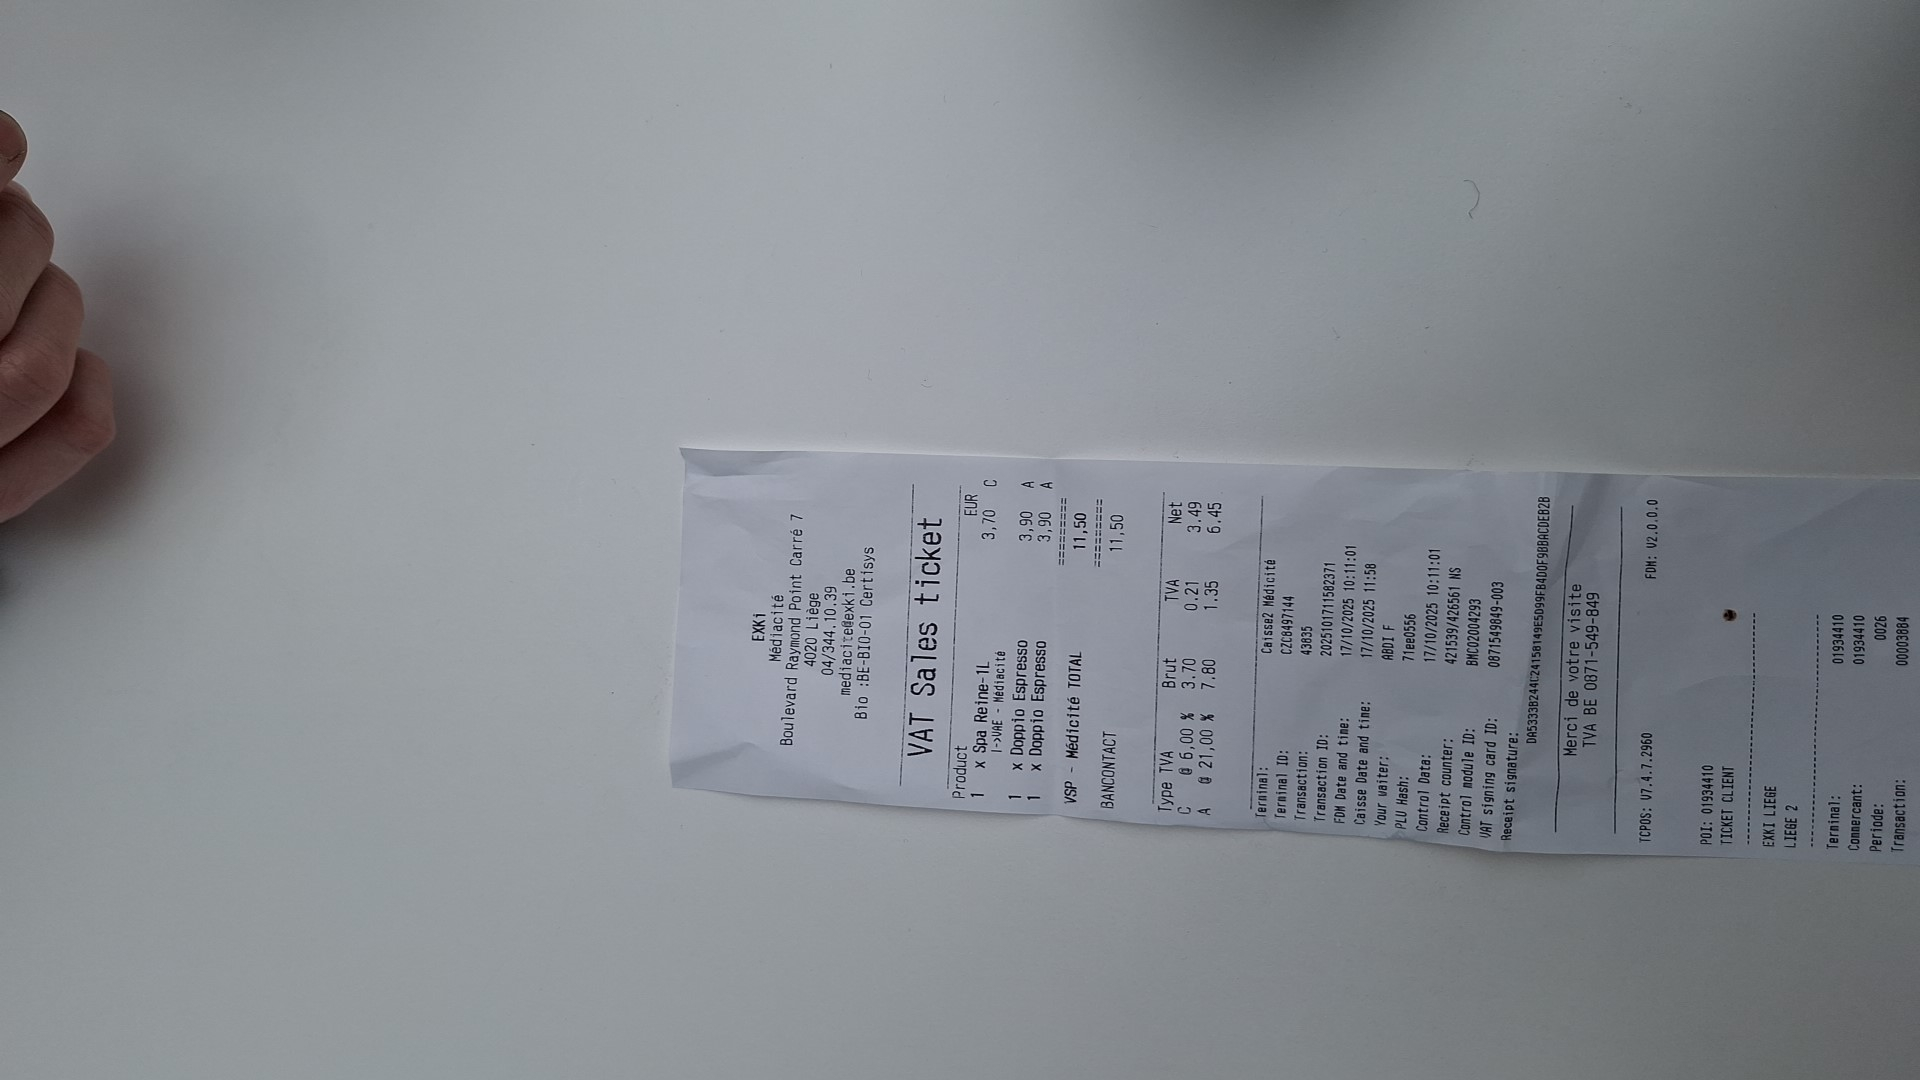 EXKi
Médiacité
Boulevard Raymond Point Carré 7
4020 Liège
04/344.10.39
mediacite@exki.be
Bio :BE-BIO-01 Certisys
VAT Sales ticket
Product EUR
1 x Spa Reine-1L 3,70 C
1->VAE - Médiacité
1 x Doppio Espresso 3,90 A
1 x Doppio Espresso 3,90 A
========
VSP - Médicité TOTAL 11,50
========
BANCONTACT 11,50
Type TVA Brut TVA Net
C @ 6,00 % 3.70 0.21 3.49
A @ 21,00 % 7.80 1.35 6.45
Terminal: Caisse2 Médicité
Terminal ID: CZC8497144
Transaction: 43835
Transaction ID: 2025101711582371
FDM Date and time: 17/10/2025 10:11:01
Caisse Date and time: 17/10/2025 11:58
Your waiter: ABDI F
PLU Hash: 71ee0556
Control Data: 17/10/2025 10:11:01
Receipt counter: 421539/4265611 NS
Control module ID: BMC02004293
VAT signing card ID: 0871549849-003
Receipt signature:
Merci de votre visite
TVA BE 0871-549-849
TCPOS: V7.4.7.2960 FDM: V2.0.0.0
POI: 01934410
TICKET CLIENT
EXKI LIEGE
LIEGE 2
Terminal: 01934410
Commercant: 01934410
Periode: 0026
Transaction: 00003884